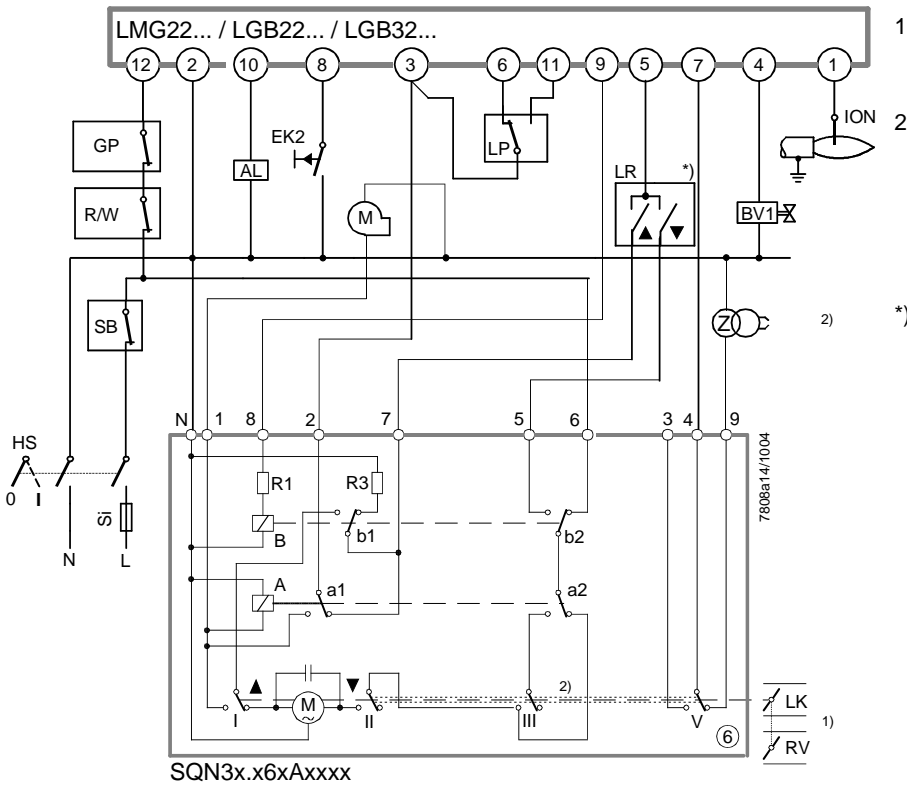 LMG22... / LGB22... / LGB32...
1
12 2 10 8 3 6 11 9 5 7 4 1
ION
2
GP
EK2
LP
LR *)
AL
R/W
M
BV1
SB
Z
2)
*)
N 1 8 2 7 5 6 3 4 9
HS
0 I
Si
N L
R1 R3
B b1 b2
A a1 a2
7808a14/1004
M
~
2)
I II III V
6
LK
1)
RV
SQN3x.x6xAxxxx